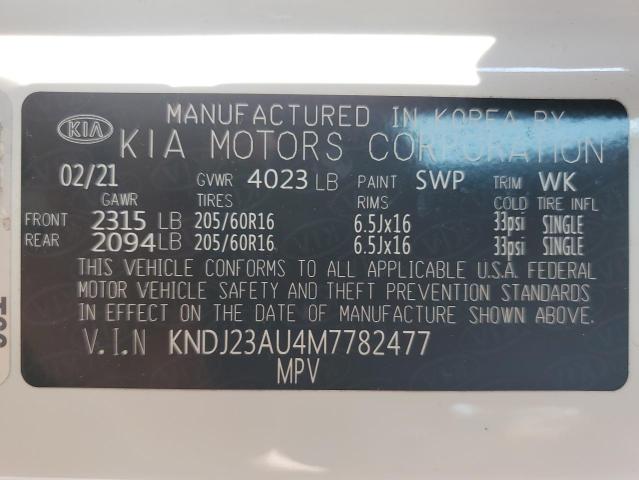 MANUFACTURED IN KOREA BY
KIA KIA MOTORS CORPORATION
02/21 GVWR 4023 LB PAINT SWP TRIM WK
GAWR TIRES RIMS COLD TIRE INFL
FRONT 2315 LB 205/60R16 6.5Jx16 33psi SINGLE
REAR 2094 LB 205/60R16 6.5Jx16 33psi SINGLE
THIS VEHICLE CONFORMS TO ALL APPLICABLE U.S.A. FEDERAL
MOTOR VEHICLE SAFETY AND THEFT PREVENTION STANDARDS
IN EFFECT ON THE DATE OF MANUFACTURE SHOWN ABOVE.
V.I.N KNDJ23AU4M7782477
MPV